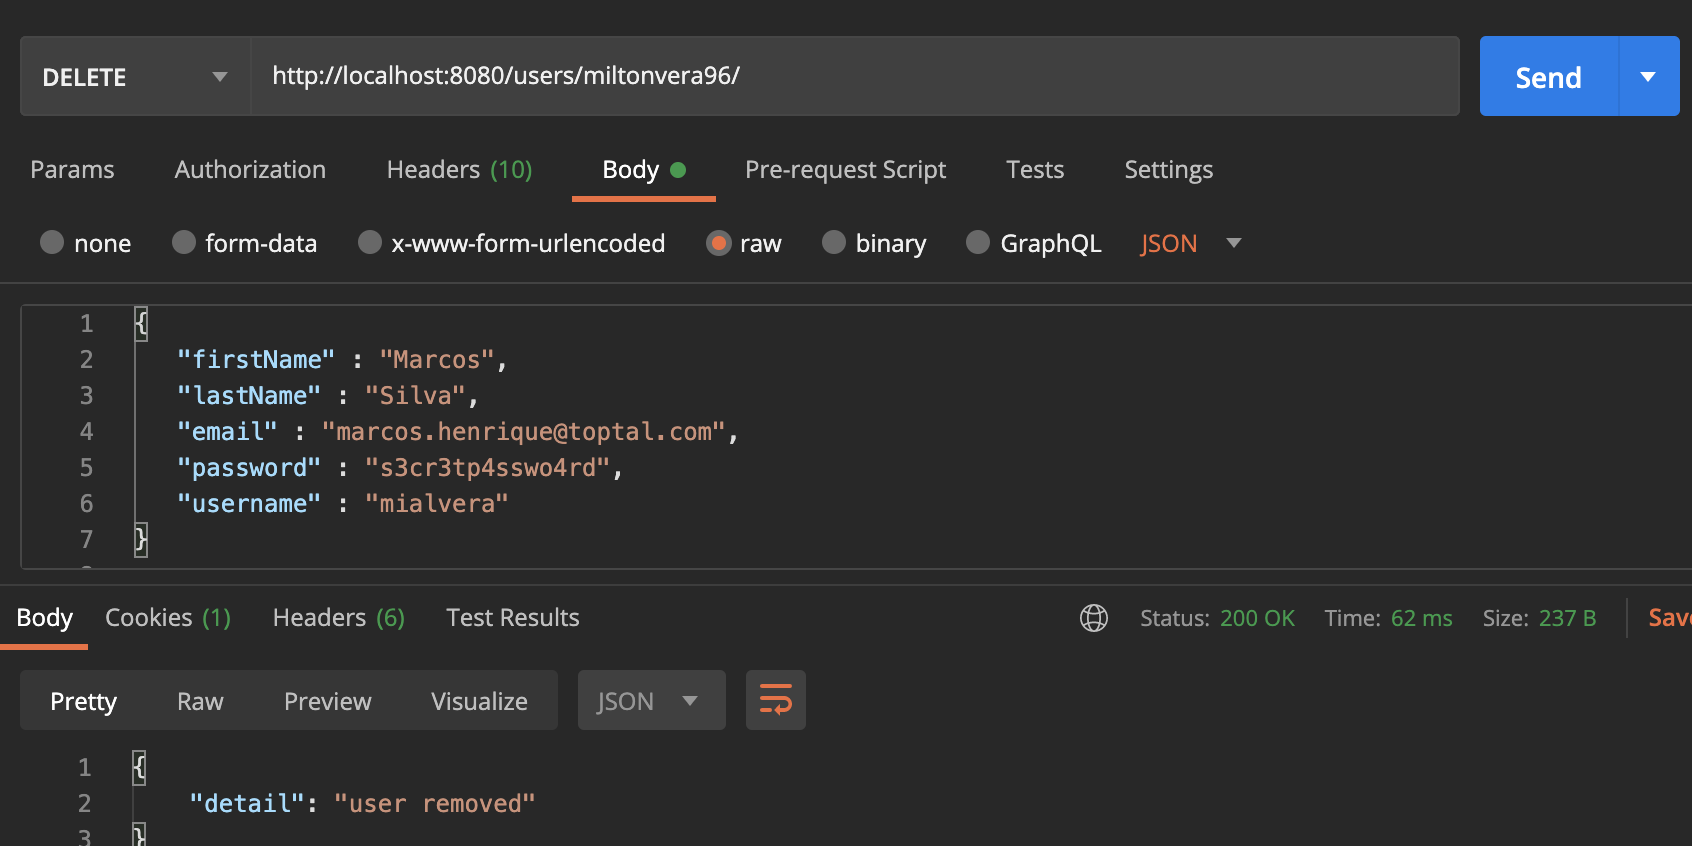 DELETE http://localhost:8080/users/miltonvera96/ Send
Params Authorization Headers (10) Body Pre-request Script Tests Settings
none form-data x-www-form-urlencoded raw binary GraphQL JSON
1 {
2 "firstName" : "Marcos",
3 "lastName" : "Silva",
4 "email" : "marcos.henrique@toptal.com",
5 "password" : "s3cr3tp4sswo4rd",
6 "username" : "mialvera"
7 }
Body Cookies (1) Headers (6) Test Results Status: 200 OK Time: 62 ms Size: 237 B
Pretty Raw Preview Visualize JSON
1 {
2 "detail": "user removed"
3 }